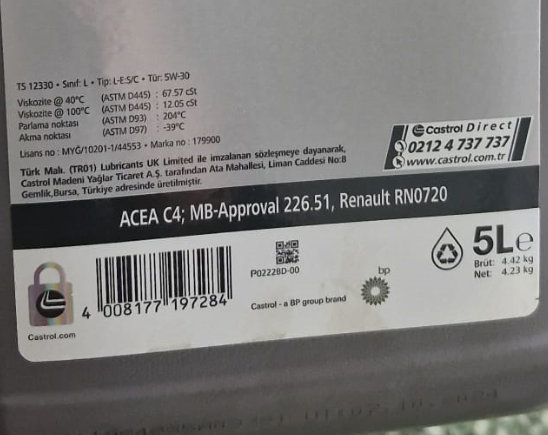 TS 12330 • Sınıf: L • Tip: L-E:S/C • Tür: 5W-30
Viskozite @ 40°C (ASTM D445) : 67.57 cSt
Viskozite @ 100°C (ASTM D445) : 12.05 cSt
Parlama noktası (ASTM D93) : 204°C
Akma noktası (ASTM D97) : -39°C
Lisans no : MYĞ/10201-1/44553 • Marka no : 179900
Türk Malı. (TR01) Lubricants UK Limited ile imzalanan sözleşmeye dayanarak,
Castrol Madeni Yağlar Ticaret A.Ş. tarafından Ata Mahallesi, Liman Caddesi No:8
Gemlik,Bursa, Türkiye adresinde üretilmiştir.
Castrol Direct
0212 4 737 737
www.castrol.com.tr
ACEA C4; MB-Approval 226.51, Renault RN0720
4 008177 197284
Castrol.com
P0222BD-00
Castrol - a BP group brand
bp
5Le
Brüt: 4.42 kg
Net: 4.23 kg